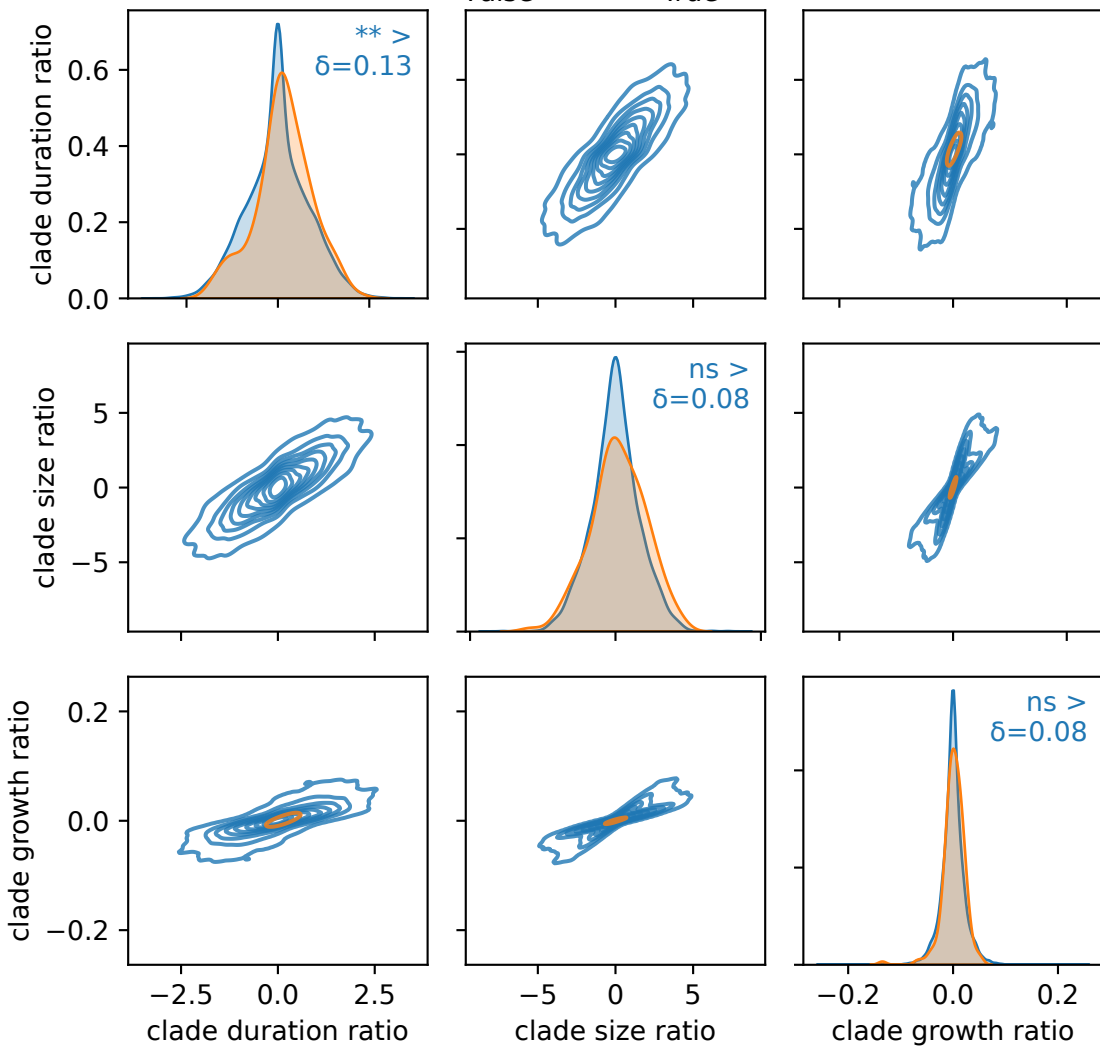 clade duration ratio
0.6
0.4
0.2
0.0
** >
δ=0.13
clade size ratio
5
0
−5
ns >
δ=0.08
clade growth ratio
0.2
0.0
−0.2
ns >
δ=0.08
−2.5 0.0 2.5
−5 0 5
−0.2 0.0 0.2
clade duration ratio
clade size ratio
clade growth ratio